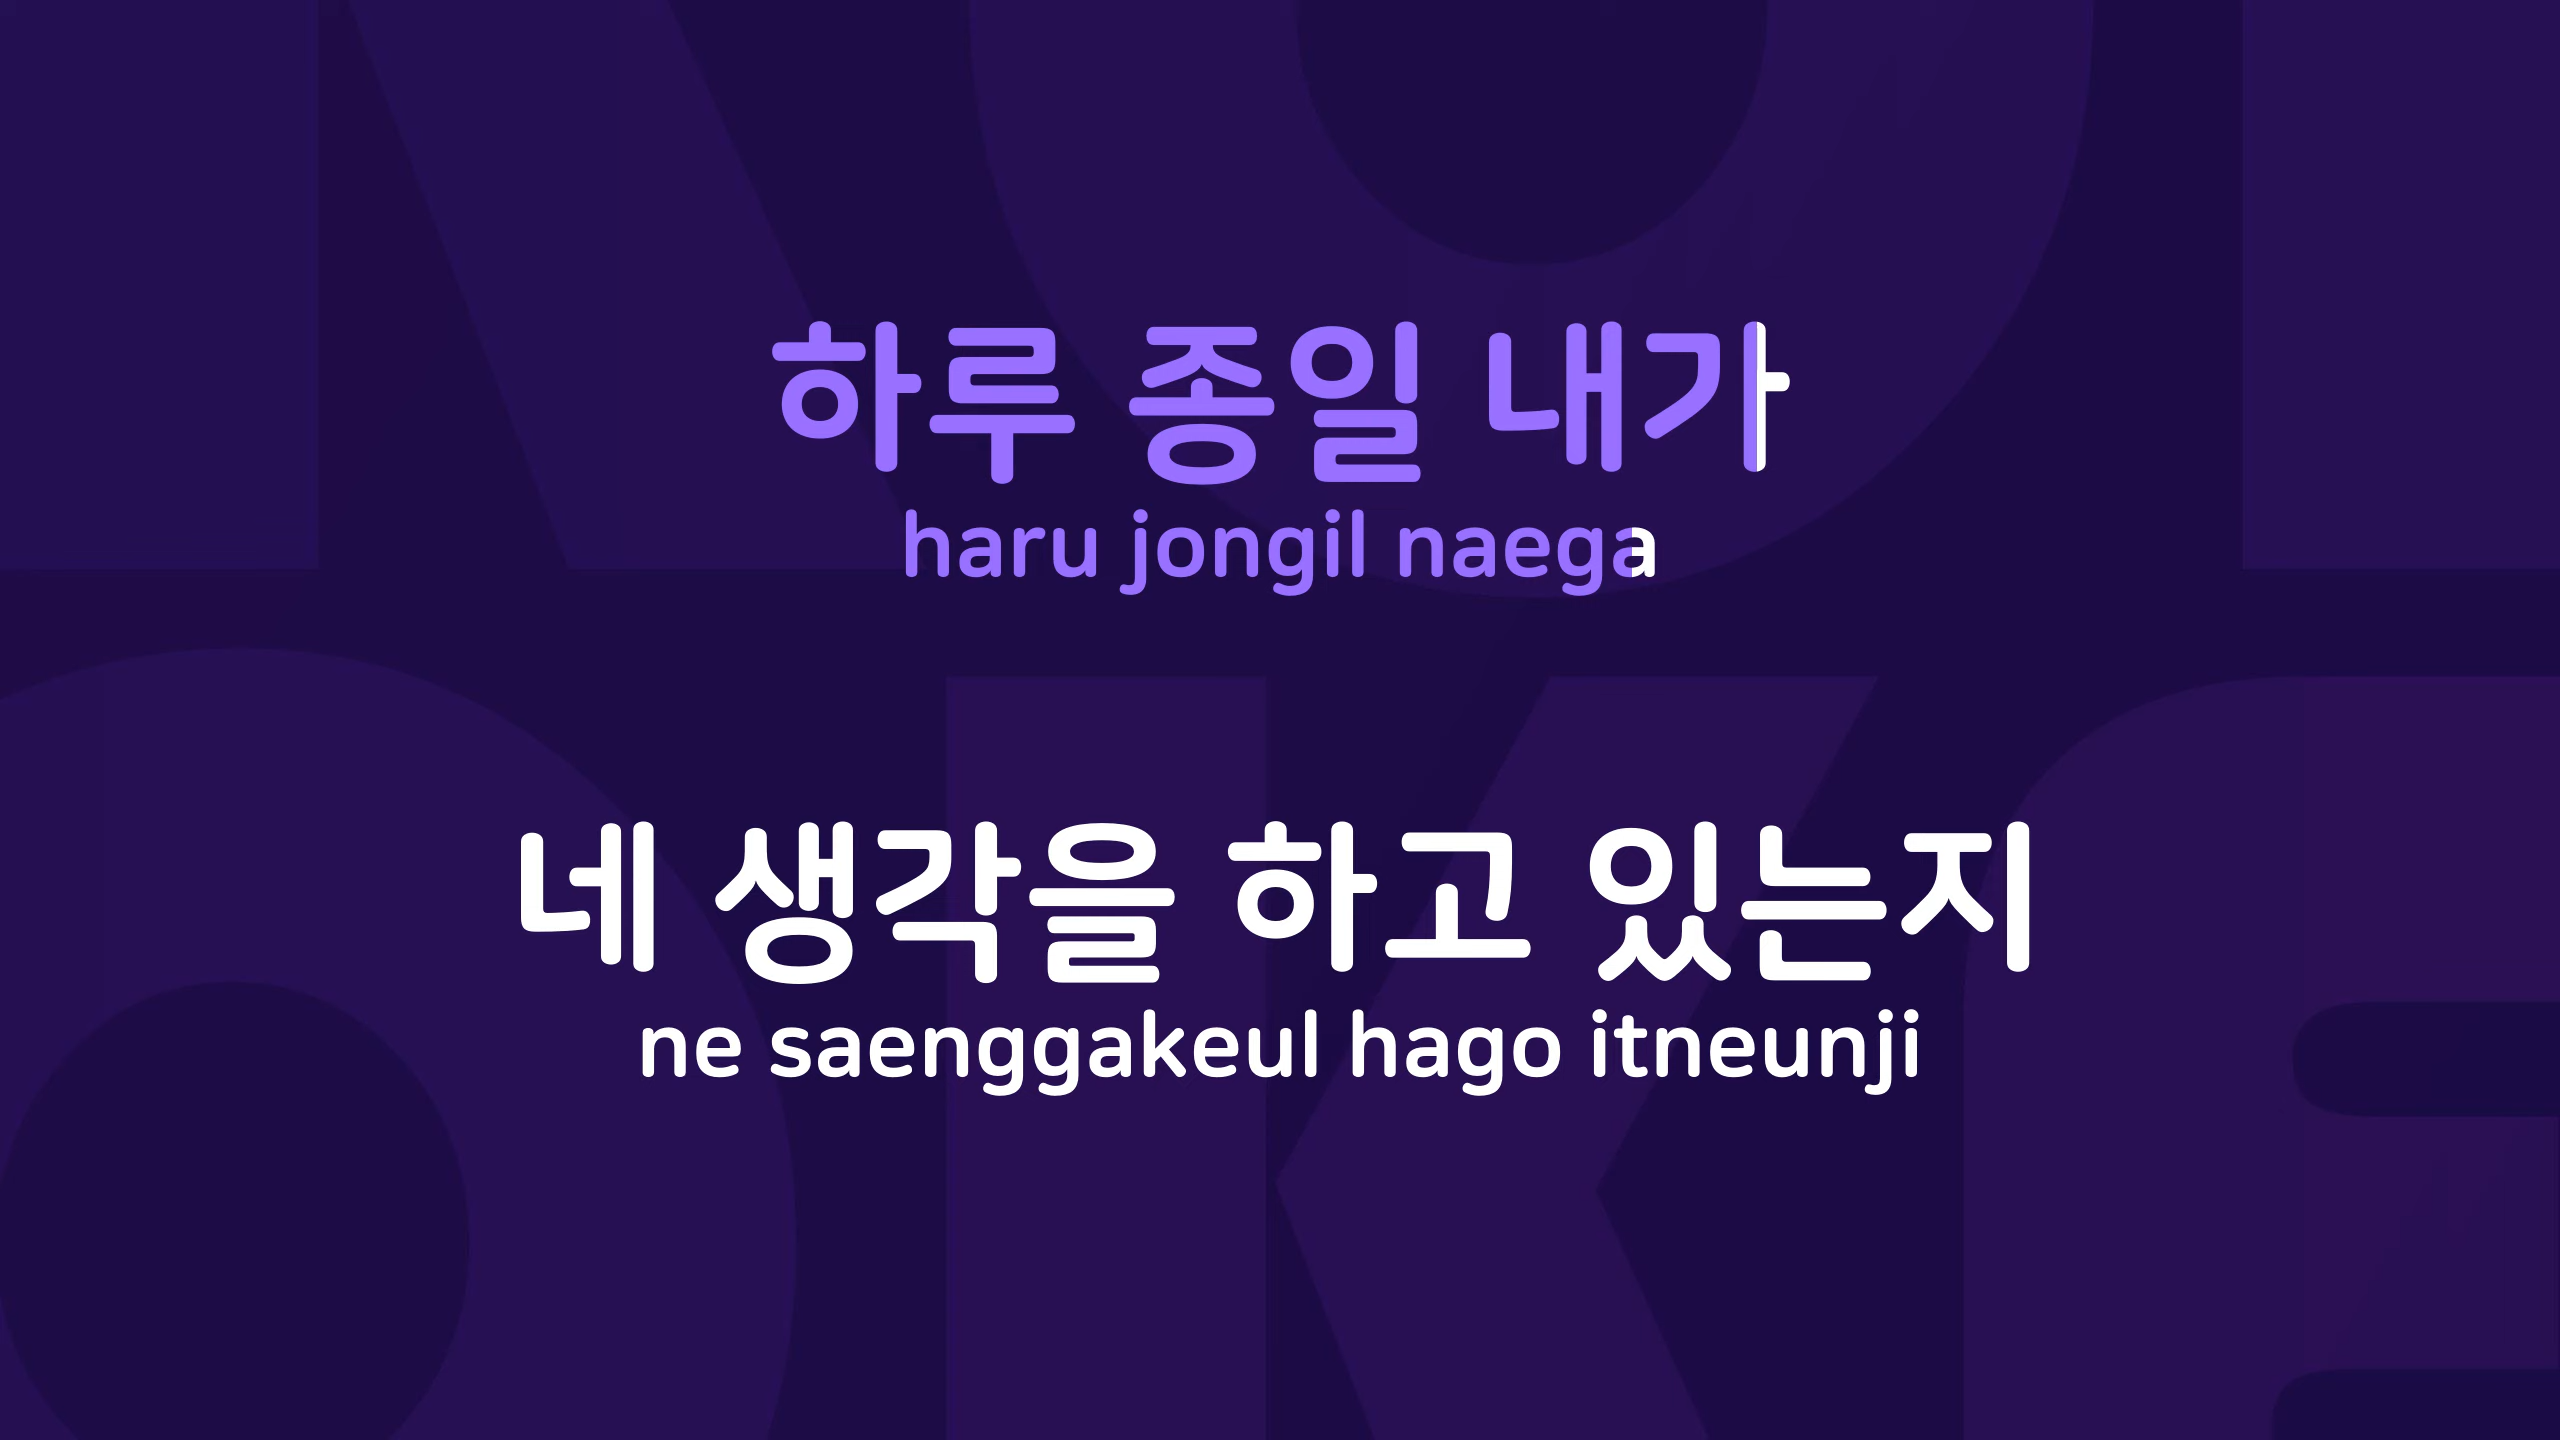 하루 종일 내가
haru jongil naega
네 생각을 하고 있는지
ne saenggakeul hago itneunji